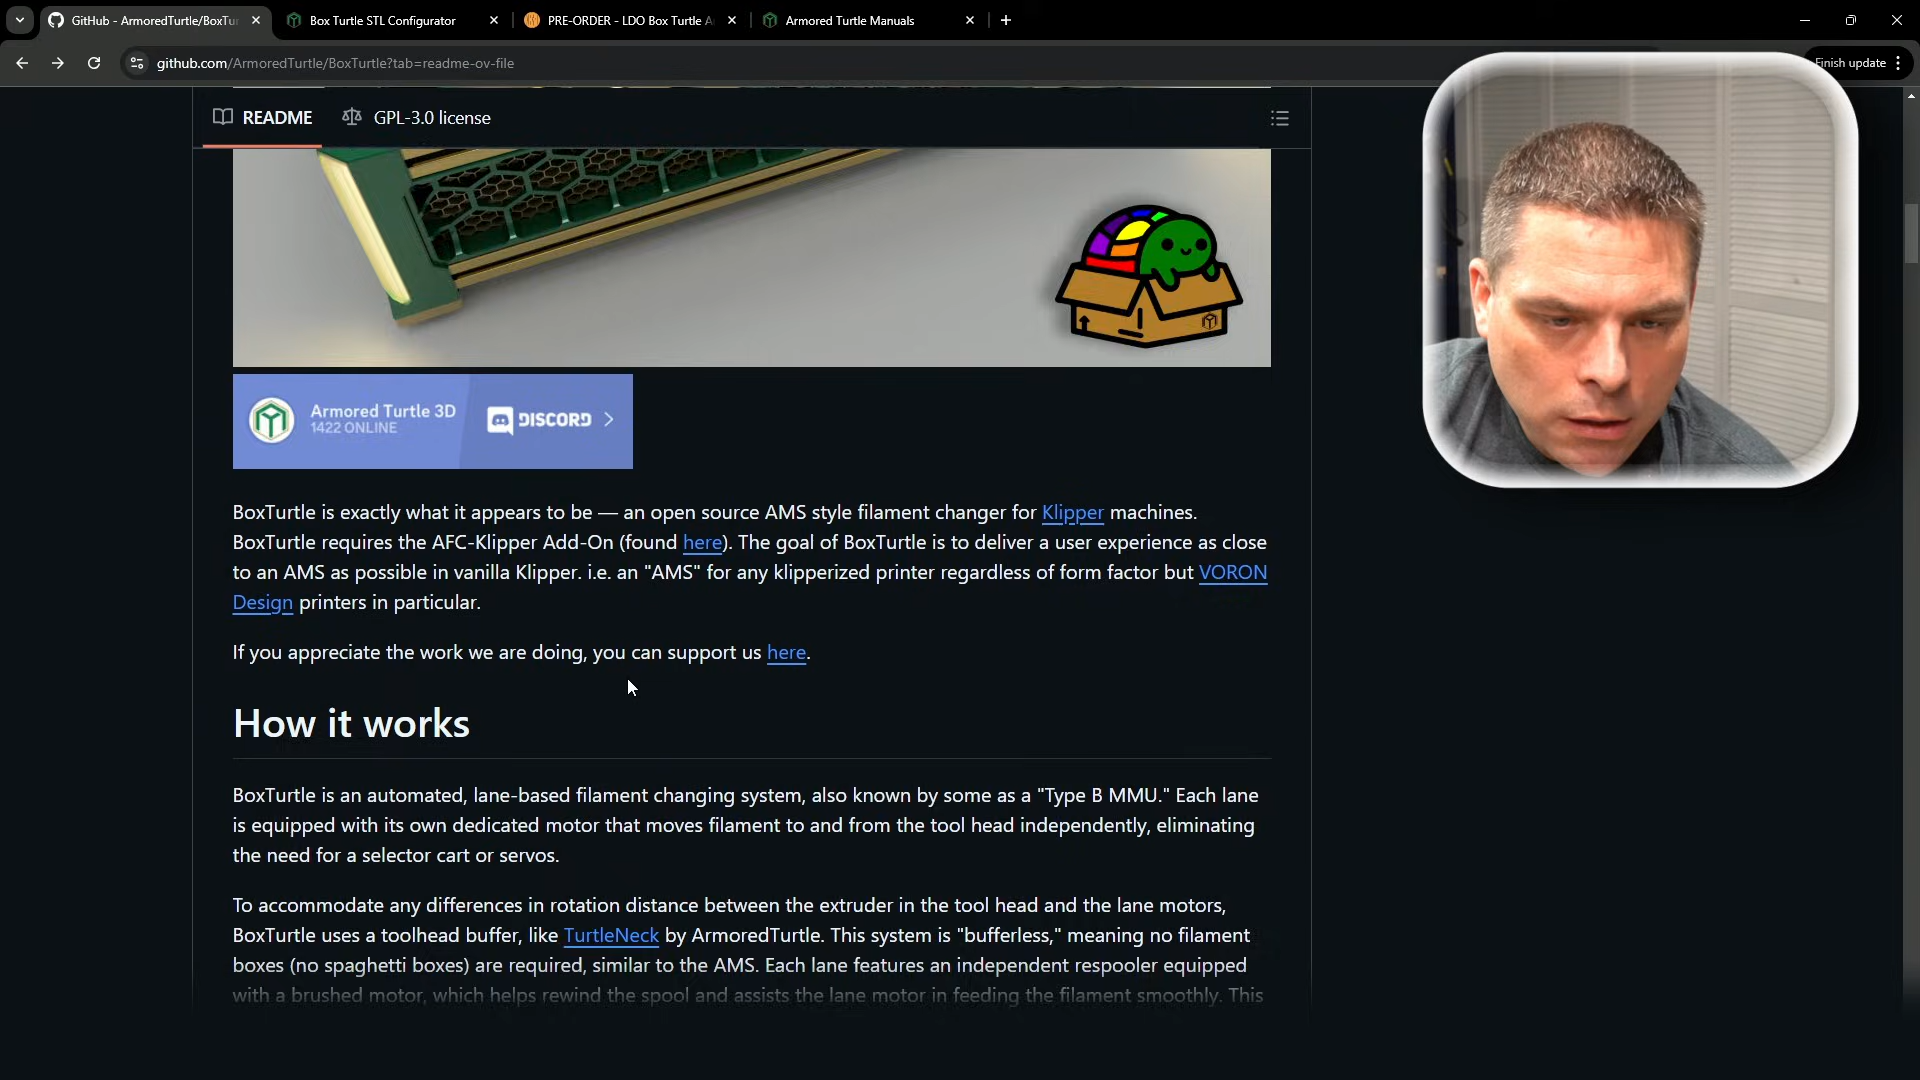 GitHub - ArmoredTurtle/BoxTu
Box Turtle STL Configurator
PRE-ORDER - LDO Box Turtle A
Armored Turtle Manuals
github.com/ArmoredTurtle/BoxTurtle?tab=readme-ov-file
Finish update
README
GPL-3.0 license
Armored Turtle 3D
1422 ONLINE
DISCORD
BoxTurtle is exactly what it appears to be — an open source AMS style filament changer for Klipper machines.
BoxTurtle requires the AFC-Klipper Add-On (found here). The goal of BoxTurtle is to deliver a user experience as close
to an AMS as possible in vanilla Klipper. i.e. an "AMS" for any klipperized printer regardless of form factor but VORON
Design printers in particular.
If you appreciate the work we are doing, you can support us here.
How it works
BoxTurtle is an automated, lane-based filament changing system, also known by some as a "Type B MMU." Each lane
is equipped with its own dedicated motor that moves filament to and from the tool head independently, eliminating
the need for a selector cart or servos.
To accommodate any differences in rotation distance between the extruder in the tool head and the lane motors,
BoxTurtle uses a toolhead buffer, like TurtleNeck by ArmoredTurtle. This system is "bufferless," meaning no filament
boxes (no spaghetti boxes) are required, similar to the AMS. Each lane features an independent respooler equipped
with a brushed motor, which helps rewind the spool and assists the lane motor in feeding the filament smoothly. This